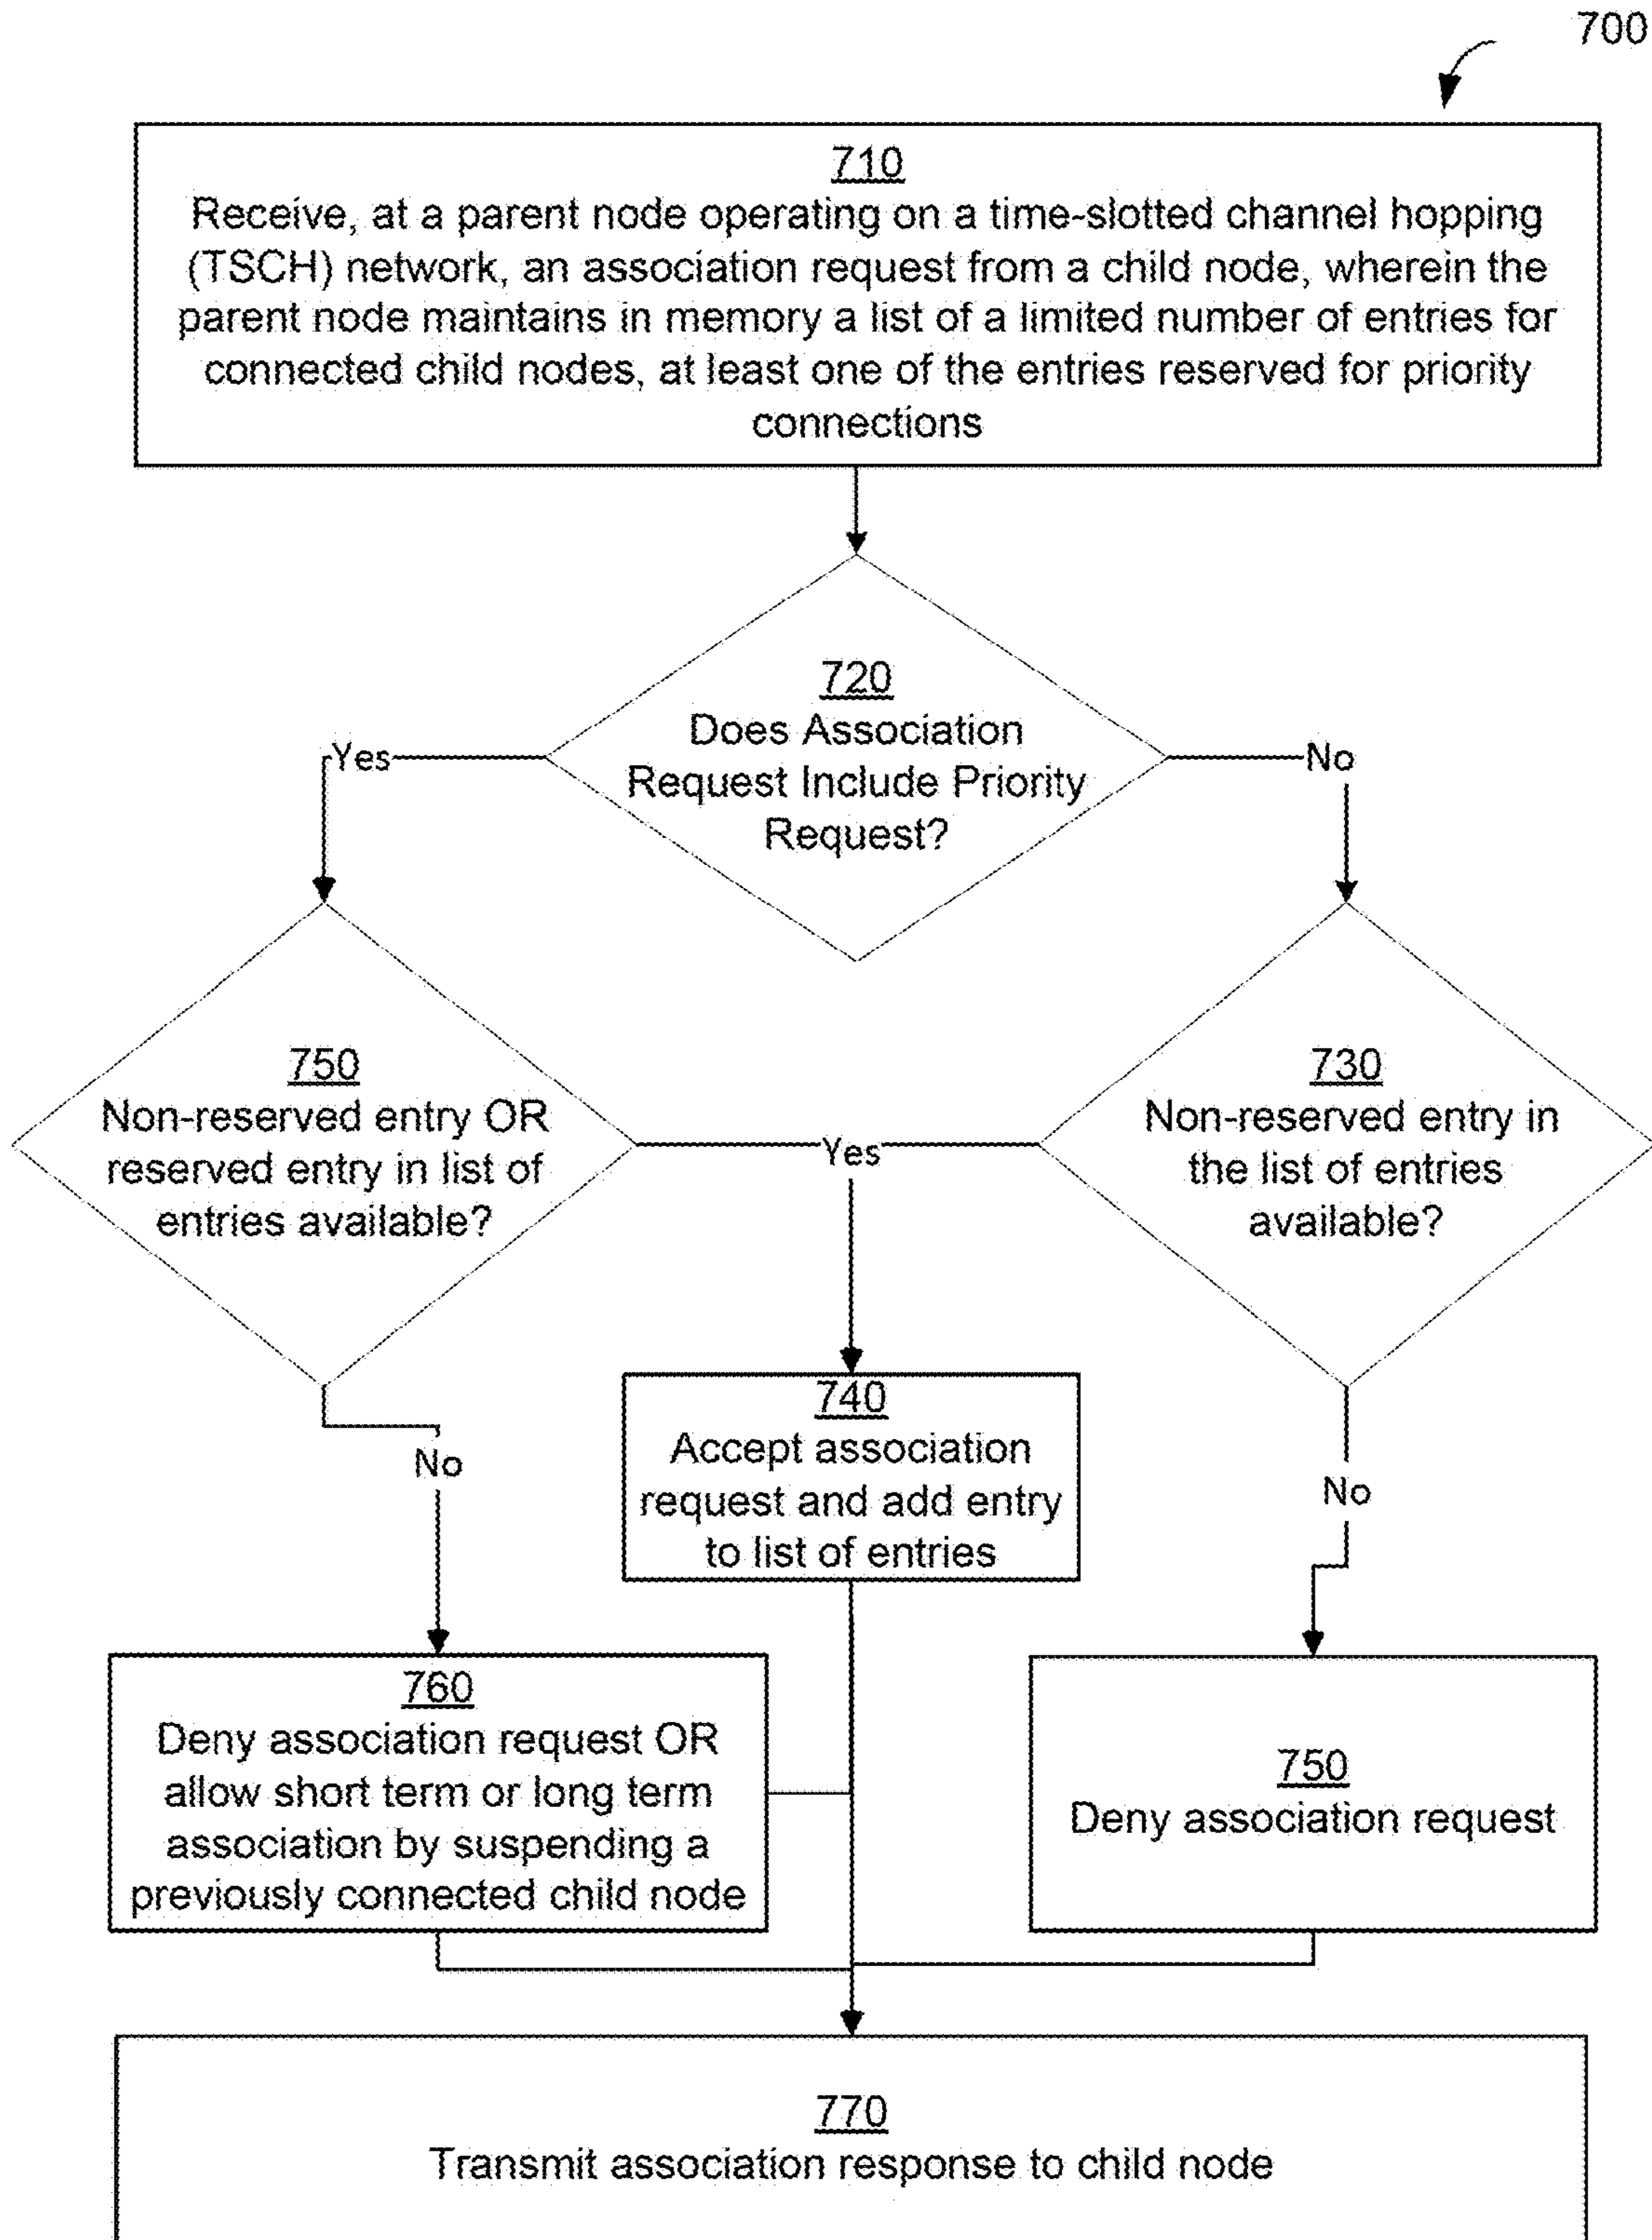 700
710
Receive, at a parent node operating on a time-slotted channel hopping
(TSCH) network, an association request from a child node, wherein the
parent node maintains in memory a list of a limited number of entries for
connected child nodes, at least one of the entries reserved for priority
connections
720
Does Association
Request Include Priority
Request?
Yes
No
750
Non-reserved entry OR
reserved entry in list of
entries available?
Yes
730
Non-reserved entry in
the list of entries
available?
740
Accept association
request and add entry
to list of entries
No
No
760
Deny association request OR
allow short term or long term
association by suspending a
previously connected child node
750
Deny association request
770
Transmit association response to child node